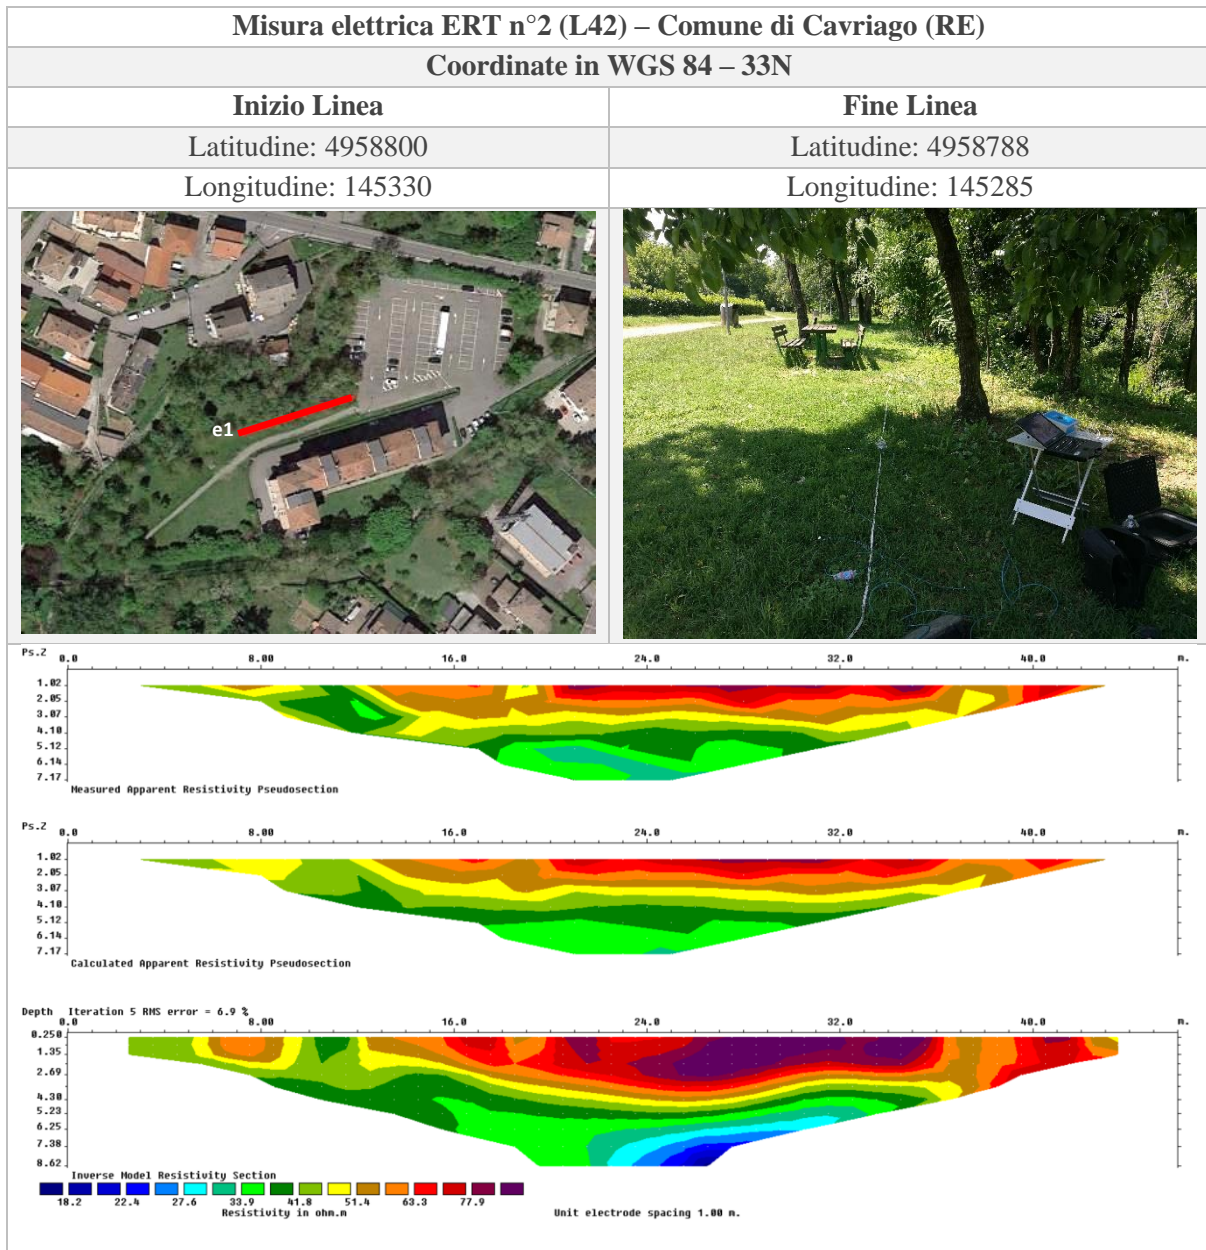 Misura elettrica ERT n°2 (L42) – Comune di Cavriago (RE)
Coordinate in WGS 84 – 33N
Inizio Linea Fine Linea
Latitudine: 4958800 Latitudine: 4958788
Longitudine: 145330 Longitudine: 145285
e1
Ps.Z 0.0 8.00 16.0 24.0 32.0 40.0 m.
1.02
2.05
3.07
4.10
5.12
6.14
7.17
Measured Apparent Resistivity Pseudosection
Ps.Z 0.0 8.00 16.0 24.0 32.0 40.0 m.
1.02
2.05
3.07
4.10
5.12
6.14
7.17
Calculated Apparent Resistivity Pseudosection
Depth Iteration 5 RMS error = 6.9 %
0.0 8.00 16.0 24.0 32.0 40.0 m.
0.250
1.35
2.69
4.30
5.23
6.25
7.38
8.62
Inverse Model Resistivity Section
18.2 22.4 27.6 33.9 41.8 51.4 63.3 77.9
Resistivity in ohm.m Unit electrode spacing 1.00 m.